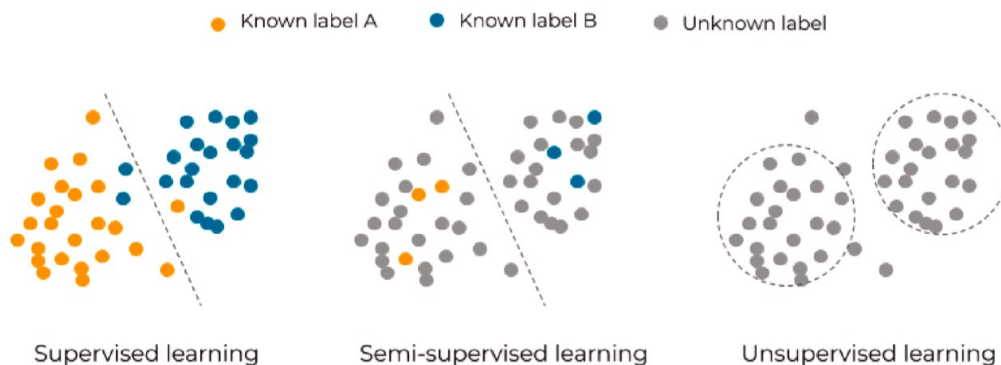 Known label A
Known label B
Unknown label
Supervised learning
Semi-supervised learning
Unsupervised learning